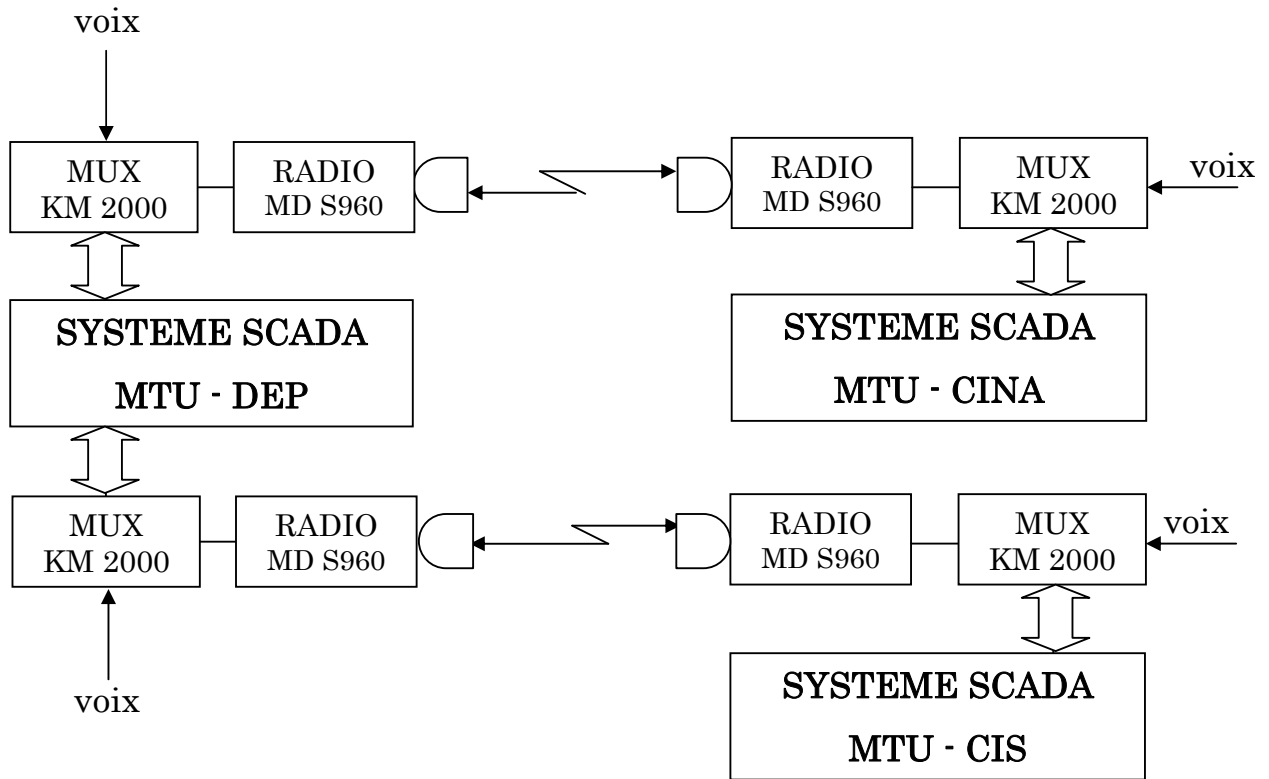 voix
MUX
KM 2000
RADIO
MD S960
RADIO
MD S960
MUX
KM 2000
voix
SYSTEME SCADA
MTU - DEP
SYSTEME SCADA
MTU - CINA
MUX
KM 2000
RADIO
MD S960
RADIO
MD S960
MUX
KM 2000
voix
voix
SYSTEME SCADA
MTU - CIS